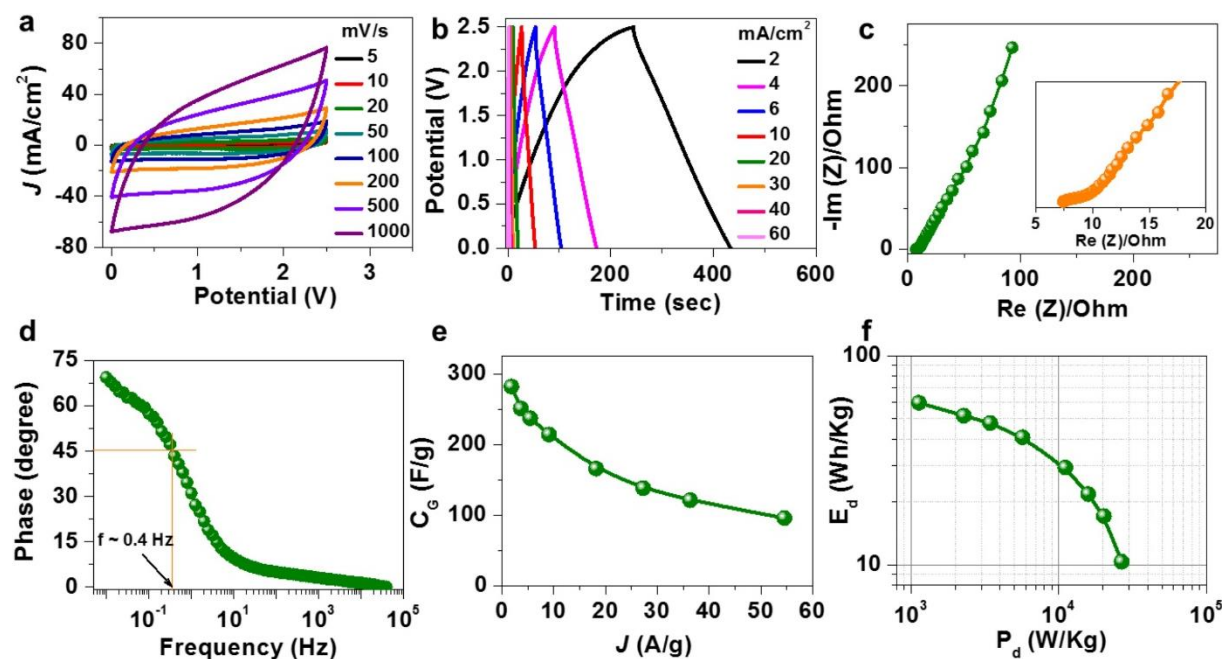 a
mV/s
5
10
20
50
100
200
500
1000
80
40
0
-40
-80
J (mA/cm²)
0 1 2 3
Potential (V)
b
mA/cm²
2
4
6
10
20
30
40
60
2.5
2.0
1.5
1.0
0.5
0.0
Potential (V)
0 100 200 300 400 500 600
Time (sec)
c
200
100
0
-Im (Z)/Ohm
0 100 200
Re (Z)/Ohm
5 10 15 20
Re (Z)/Ohm
d
75
60
45
30
15
0
Phase (degree)
f ~ 0.4 Hz
10⁻¹ 10¹ 10³ 10⁵
Frequency (Hz)
e
300
200
100
0
C_G (F/g)
0 10 20 30 40 50 60
J (A/g)
f
100
10
E_d (Wh/Kg)
10³ 10⁴ 10⁵
P_d (W/Kg)